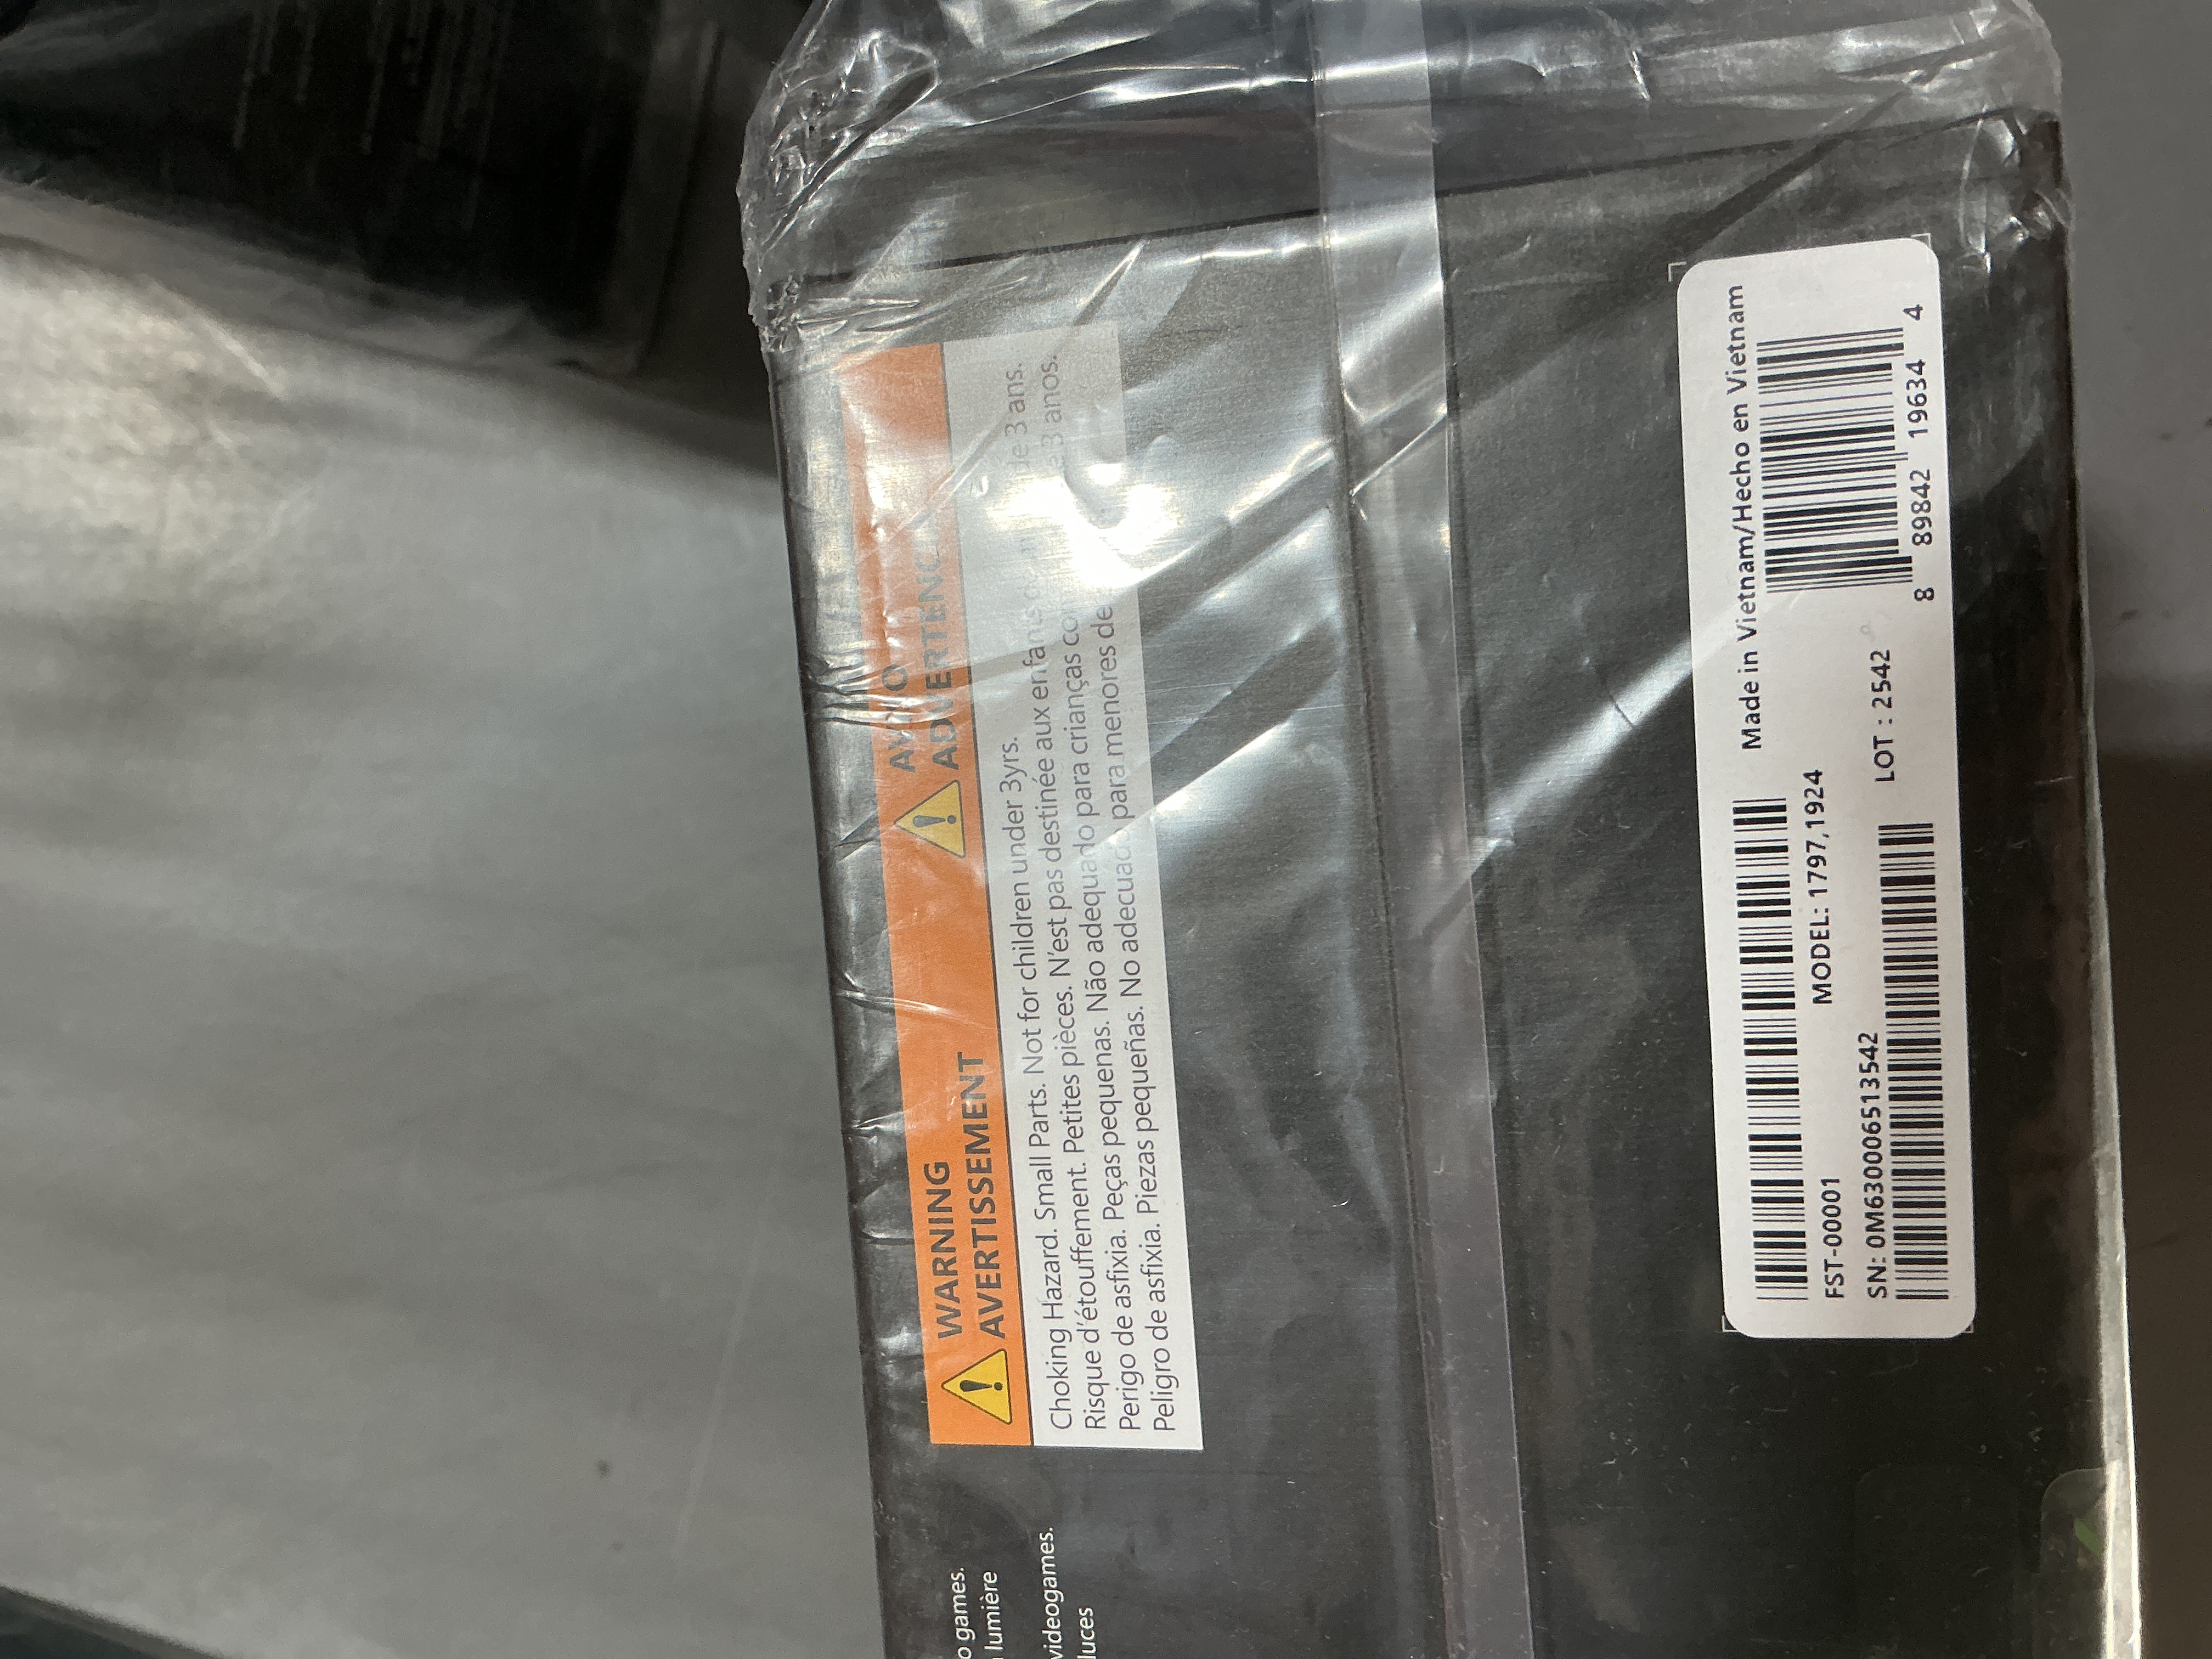 WARNING
AVERTISSEMENT
ADVERTENC
Choking Hazard. Small Parts. Not for children under 3yrs.
Risque d'étouffement. Petites pièces. N'est pas destinée aux enfants de 3 ans.
Perigo de asfixia. Peças pequenas. Não adequado para crianças 3 anos.
Peligro de asfixia. Piezas pequeñas. No adecuado para menores de
o games.
lumière
videogames.
luces
Made in Vietnam/Hecho en Vietnam
FST-00001 MODEL: 1797,1924
SN: 0M630006513542 LOT : 2542
8 89842 19634 4